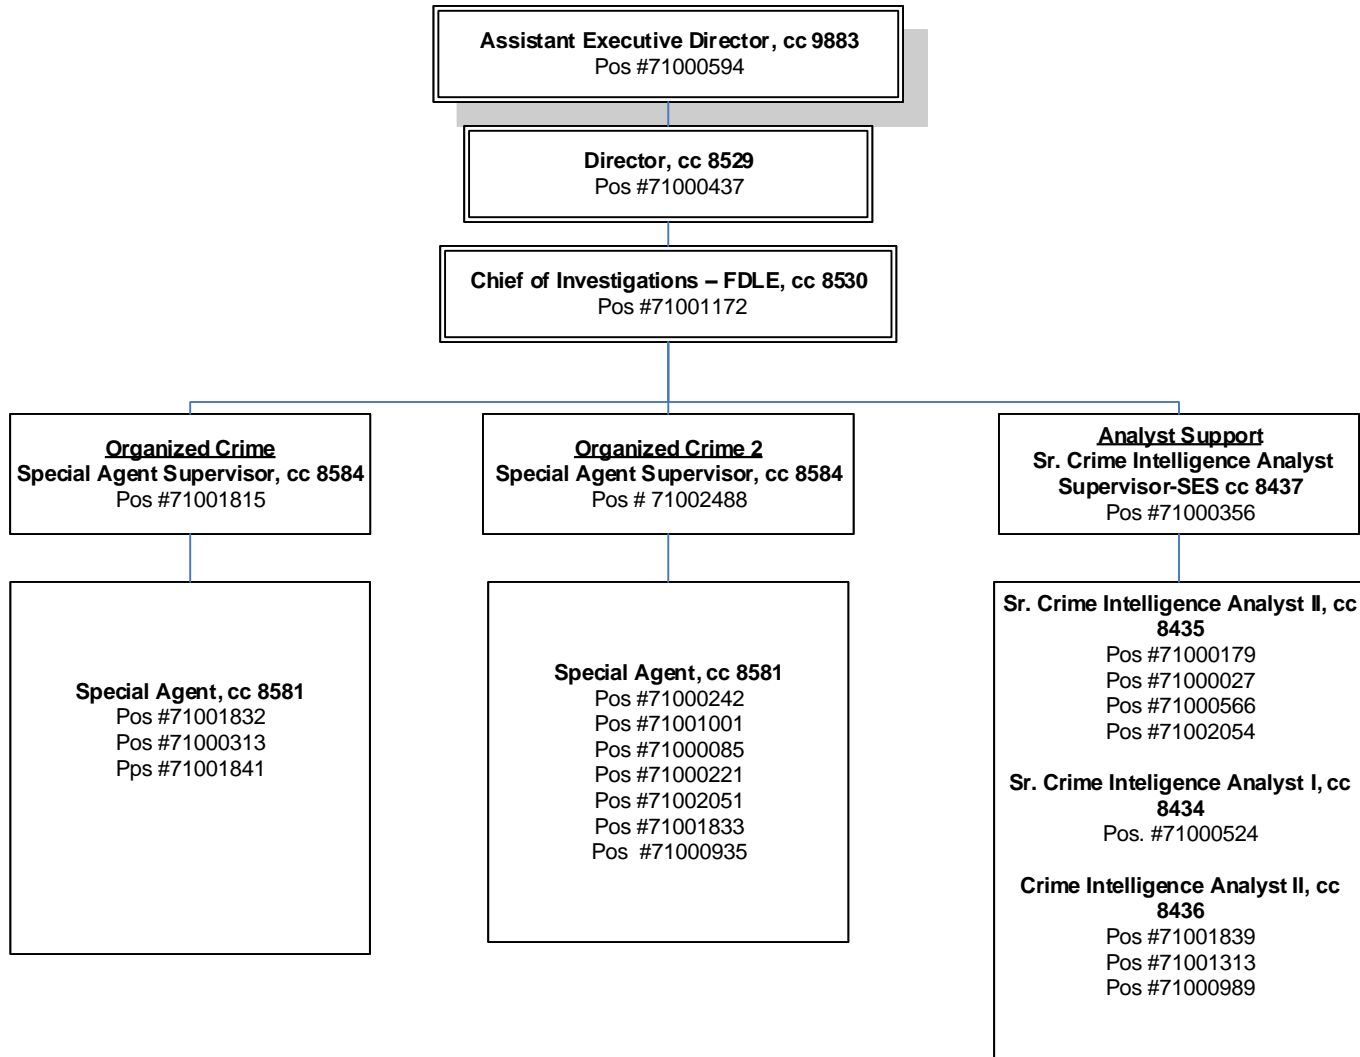 Assistant Executive Director, cc 9883
Pos #71000594
Director, cc 8529
Pos #71000437
Chief of Investigations – FDLE, cc 8530
Pos #71001172
Organized Crime
Special Agent Supervisor, cc 8584
Pos #71001815
Special Agent, cc 8581
Pos #71001832
Pos #71000313
Pps #71001841
Organized Crime 2
Special Agent Supervisor, cc 8584
Pos # 71002488
Special Agent, cc 8581
Pos #71000242
Pos #71001001
Pos #71000085
Pos #71000221
Pos #71002051
Pos #71001833
Pos  #71000935
Analyst Support
Sr. Crime Intelligence Analyst
Supervisor-SES cc 8437
Pos #71000356
Sr. Crime Intelligence Analyst II, cc
8435
Pos #71000179
Pos #71000027
Pos #71000566
Pos #71002054
Sr. Crime Inteligence Analyst I, cc
8434
Pos. #71000524
Crime Intelligence Analyst II, cc
8436
Pos #71001839
Pos #71001313
Pos #71000989